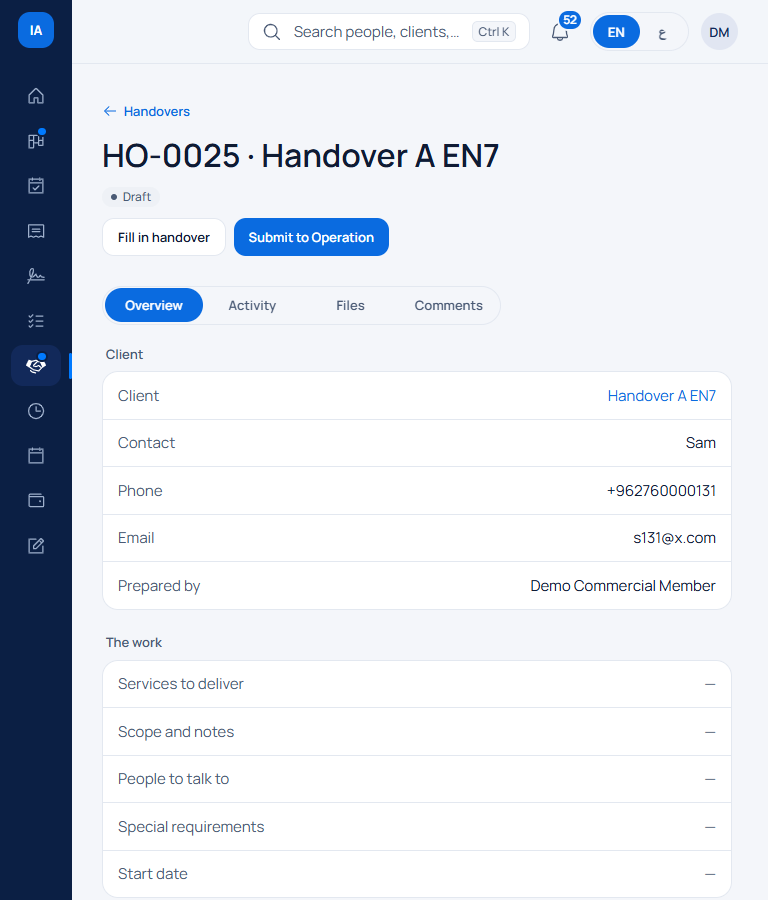 IA
Search people, clients,...
Ctrl K
52
EN
ع
DM
← Handovers
HO-0025 · Handover A EN7
Draft
Fill in handover
Submit to Operation
Overview
Activity
Files
Comments
Client
Client
Handover A EN7
Contact
Sam
Phone
+962760000131
Email
s131@x.com
Prepared by
Demo Commercial Member
The work
Services to deliver
—
Scope and notes
—
People to talk to
—
Special requirements
—
Start date
—